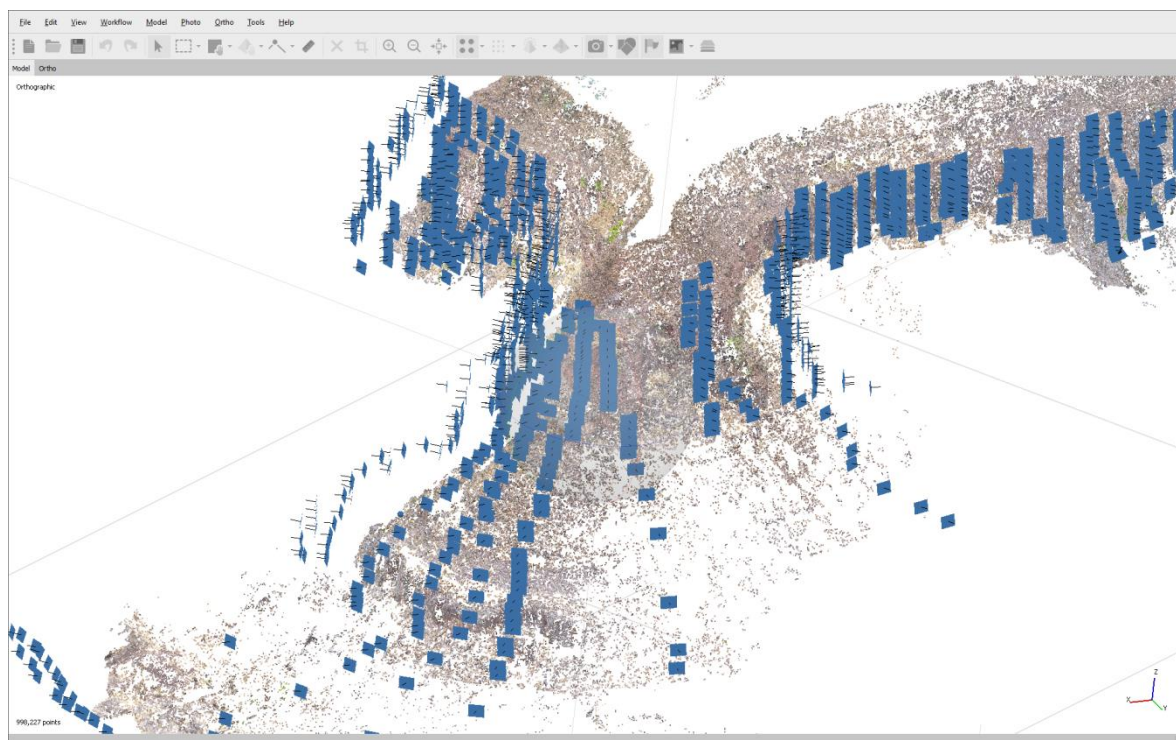 File Edit View Workflow Model Photo Ortho Tools Help
Model Ortho
Orthographic
998,227 points
Z
X
Y